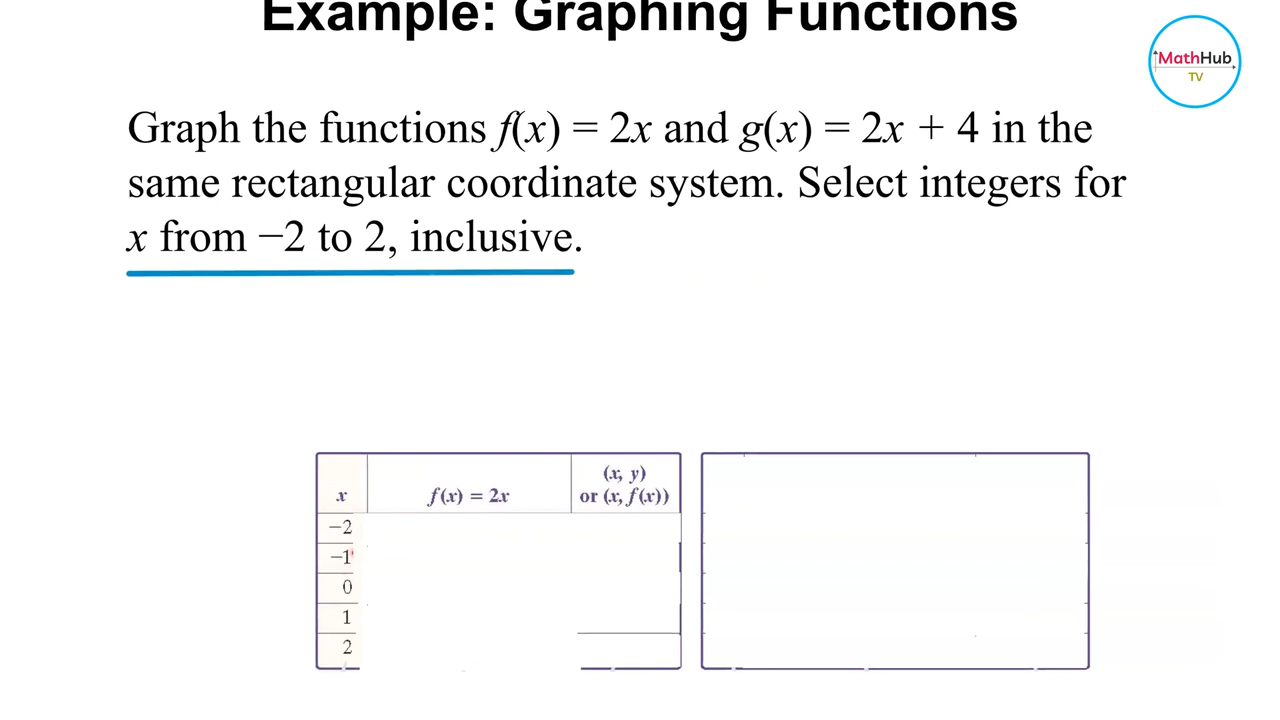 Example: Graphing Functions
MathHub
TV
Graph the functions f(x) = 2x and g(x) = 2x + 4 in the
same rectangular coordinate system. Select integers for
x from −2 to 2, inclusive.
(x, y)
x f(x) = 2x or (x, f(x))
−2
−1
0
1
2